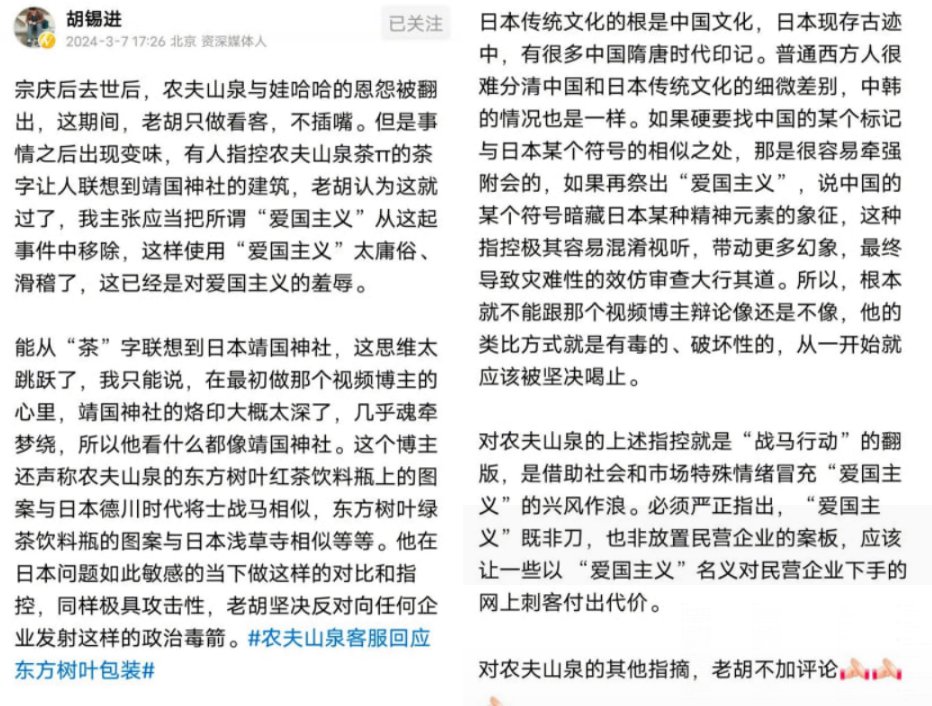 胡锡进
2024-3-7 17:26 北京 资深媒体人
已关注
宗庆后去世后，农夫山泉与娃哈哈的恩怨被翻
出，这期间，老胡只做看客，不插嘴。但是事
情之后出现变味，有人指控农夫山泉茶π的茶
字让人联想到靖国神社的建筑，老胡认为这就
过了，我主张应当把所谓“爱国主义”从这起
事件中移除，这样使用“爱国主义”太庸俗、
滑稽了，这已经是对爱国主义的羞辱。
能从“茶”字联想到日本靖国神社，这思维太
跳跃了，我只能说，在最初做那个视频博主的
心里，靖国神社的烙印大概太深了，几乎魂牵
梦绕，所以他看什么都像靖国神社。这个博主
还声称农夫山泉的东方树叶红茶饮料瓶上的图
案与日本德川时代将士战马相似，东方树叶绿
茶饮料瓶的图案与日本浅草寺相似等等。他在
日本问题如此敏感的当下做这样的对比和指
控，同样极具攻击性，老胡坚决反对向任何企
业发射这样的政治毒箭。#农夫山泉客服回应
东方树叶包装#
日本传统文化的根是中国文化，日本现存古迹
中，有很多中国隋唐时代印记。普通西方人很
难分清中国和日本传统文化的细微差别，中韩
的情况也是一样。如果硬要找中国的某个标记
与日本某个符号的相似之处，那是很容易牵强
附会的，如果再祭出“爱国主义”，说中国的
某个符号暗藏日本某种精神元素的象征，这种
指控极其容易混淆视听，带动更多幻象，最终
导致灾难性的效仿审查大行其道。所以，根本
就不能跟那个视频博主辩论像还是不像，他的
类比方式就是有毒的、破坏性的，从一开始就
应该被坚决喝止。
对农夫山泉的上述指控就是“战马行动”的翻
版，是借助社会和市场特殊情绪冒充“爱国主
义”的兴风作浪。必须严正指出，“爱国主
义”既非刀，也非放置民营企业的案板，应该
让一些以 “爱国主义”名义对民营企业下手的
网上刺客付出代价。
对农夫山泉的其他指摘，老胡不加评论